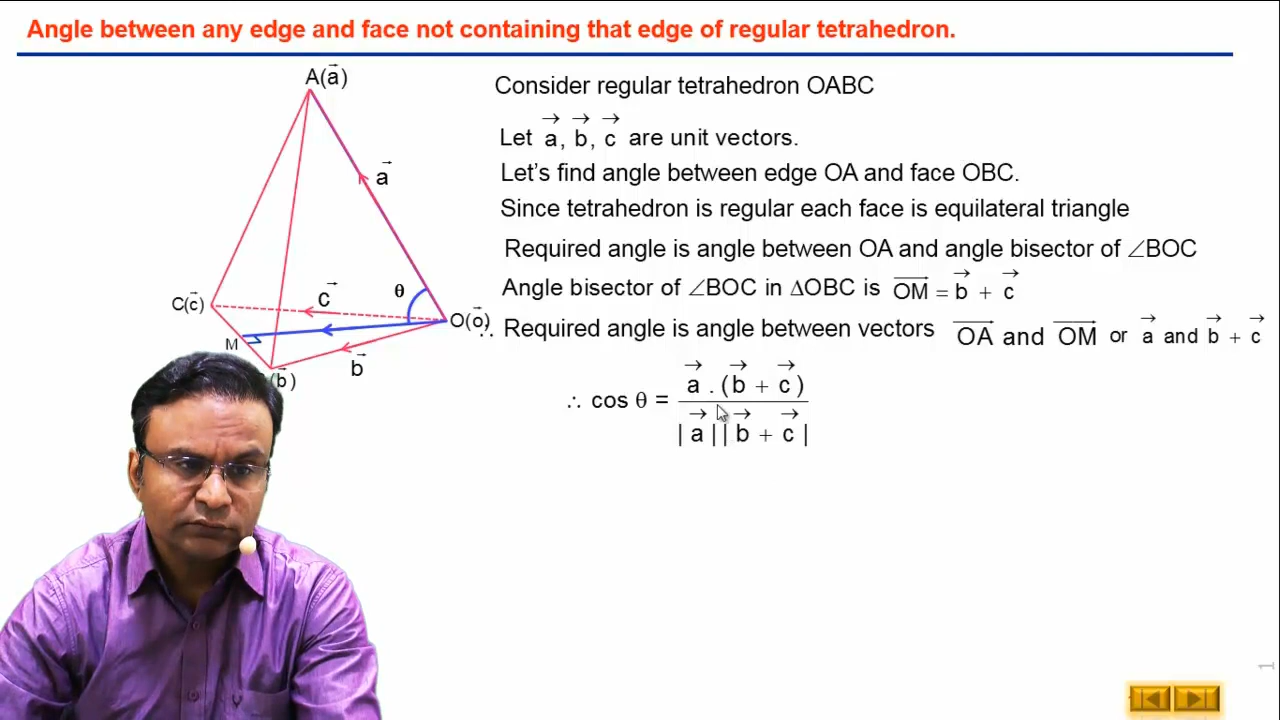 Angle between any edge and face not containing that edge of regular tetrahedron.
A(a⃗)
a⃗
C(c⃗)
c⃗
θ
O(o⃗)
M
(b⃗)
b⃗
Consider regular tetrahedron OABC
Let a⃗, b⃗, c⃗ are unit vectors.
Let's find angle between edge OA and face OBC.
Since tetrahedron is regular each face is equilateral triangle
Required angle is angle between OA and angle bisector of ∠BOC
Angle bisector of ∠BOC in ΔOBC is OM⃗ = b⃗ + c⃗
∴ Required angle is angle between vectors OA⃗ and OM⃗ or a⃗ and b⃗ + c⃗
∴ cos θ = a⃗ . (b⃗ + c⃗) / | a⃗ | | b⃗ + c⃗ |
1